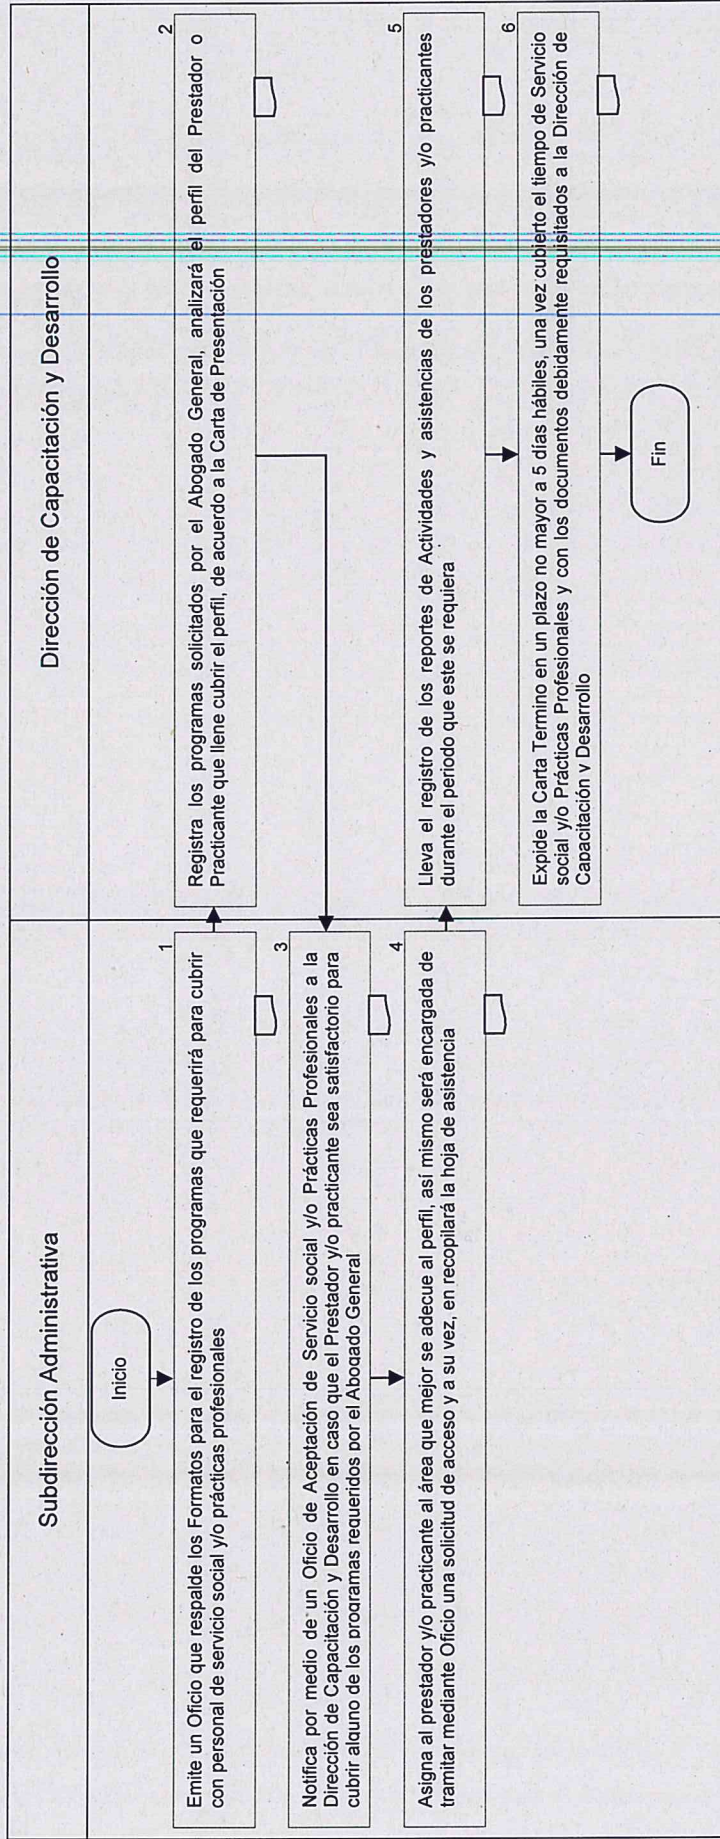 Subdirección Administrativa
Dirección de Capacitación y Desarrollo
Inicio
1
Emite un Oficio que respalde los Formatos para el registro de los programas que requerirá para cubrir
con personal de servicio social y/o prácticas profesionales
2
Registra los programas solicitados por el Abogado General, analizará el perfil del Prestador o
Practicante que llene cubrir el perfil, de acuerdo a la Carta de Presentación
3
Notifica por medio de un Oficio de Aceptación de Servicio social y/o Prácticas Profesionales a la
Dirección de Capacitación y Desarrollo en caso que el Prestador y/o practicante sea satisfactorio para
cubrir alguno de los programas requeridos por el Abogado General
4
Asigna al prestador y/o practicante al área que mejor se adecue al perfil, así mismo será encargada de
tramitar mediante Oficio una solicitud de acceso y a su vez, en recopilará la hoja de asistencia
5
Lleva el registro de los reportes de Actividades y asistencias de los prestadores y/o practicantes
durante el periodo que este se requiera
6
Expide la Carta Termino en un plazo no mayor a 5 días hábiles, una vez cubierto el tiempo de Servicio
social y/o Prácticas Profesionales y con los documentos debidamente requisitados a la Dirección de
Capacitación y Desarrollo
Fin